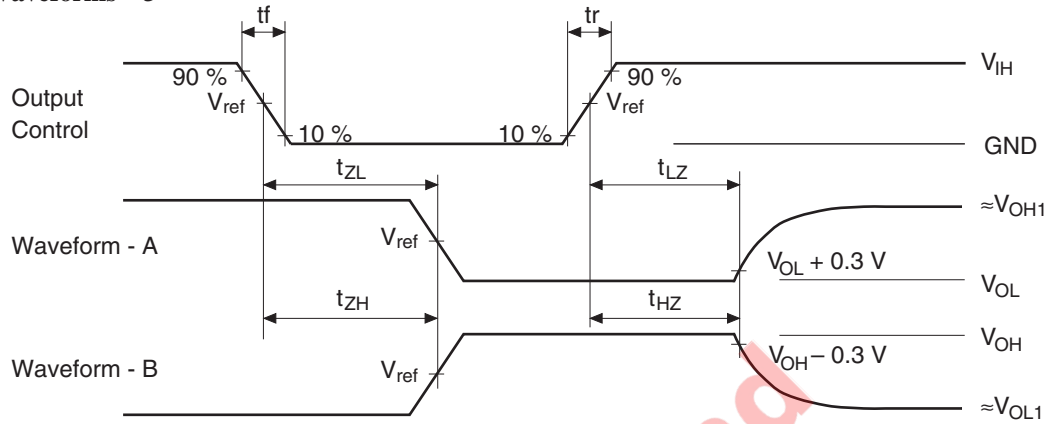 tf
tr
90 %
90 %
V_IH
Output
Control
V_ref
V_ref
10 %
10 %
GND
t_ZL
t_LZ
≈V_OH1
Waveform - A
V_ref
V_OL + 0.3 V
V_OL
t_ZH
t_HZ
V_OH
V_OH – 0.3 V
Waveform - B
V_ref
≈V_OL1